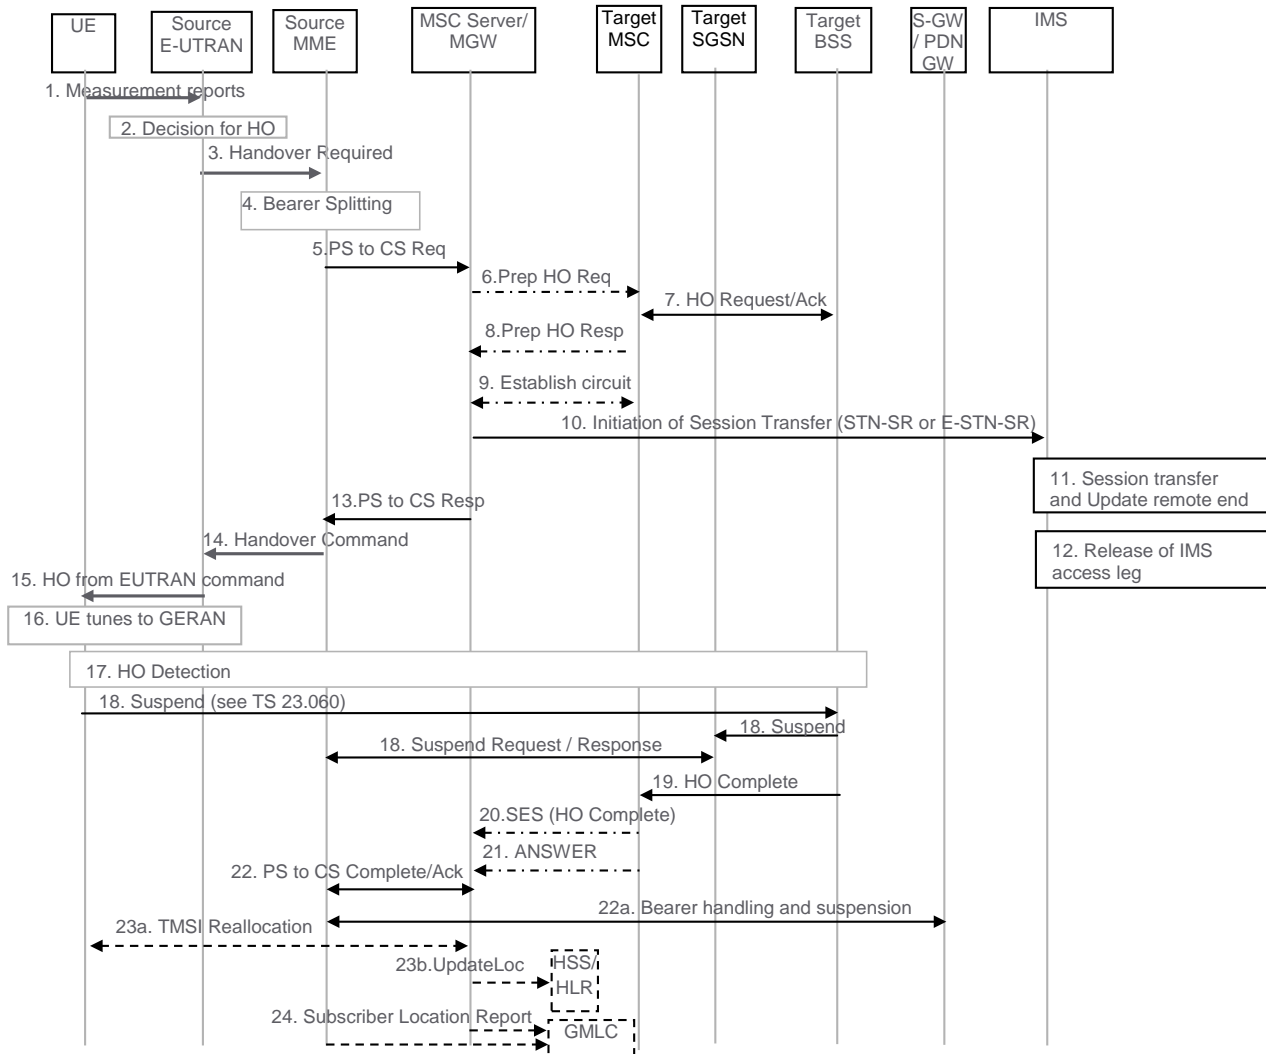 UE
Source
E-UTRAN
Source
MME
MSC Server/
MGW
Target
MSC
Target
SGSN
Target
BSS
S-GW
/ PDN
GW
IMS
1. Measurement reports
2. Decision for HO
3. Handover Required
4. Bearer Splitting
5.PS to CS Req
6.Prep HO Req
7. HO Request/Ack
8.Prep HO Resp
9. Establish circuit
10. Initiation of Session Transfer (STN-SR or E-STN-SR)
11. Session transfer
and Update remote end
13.PS to CS Resp
14. Handover Command
12. Release of IMS
access leg
15. HO from EUTRAN command
16. UE tunes to GERAN
17. HO Detection
18. Suspend (see TS 23.060)
18. Suspend
18. Suspend Request / Response
19. HO Complete
20.SES (HO Complete)
21. ANSWER
22. PS to CS Complete/Ack
22a. Bearer handling and suspension
23a. TMSI Reallocation
23b.UpdateLoc
HSS/
HLR
24. Subscriber Location Report
GMLC